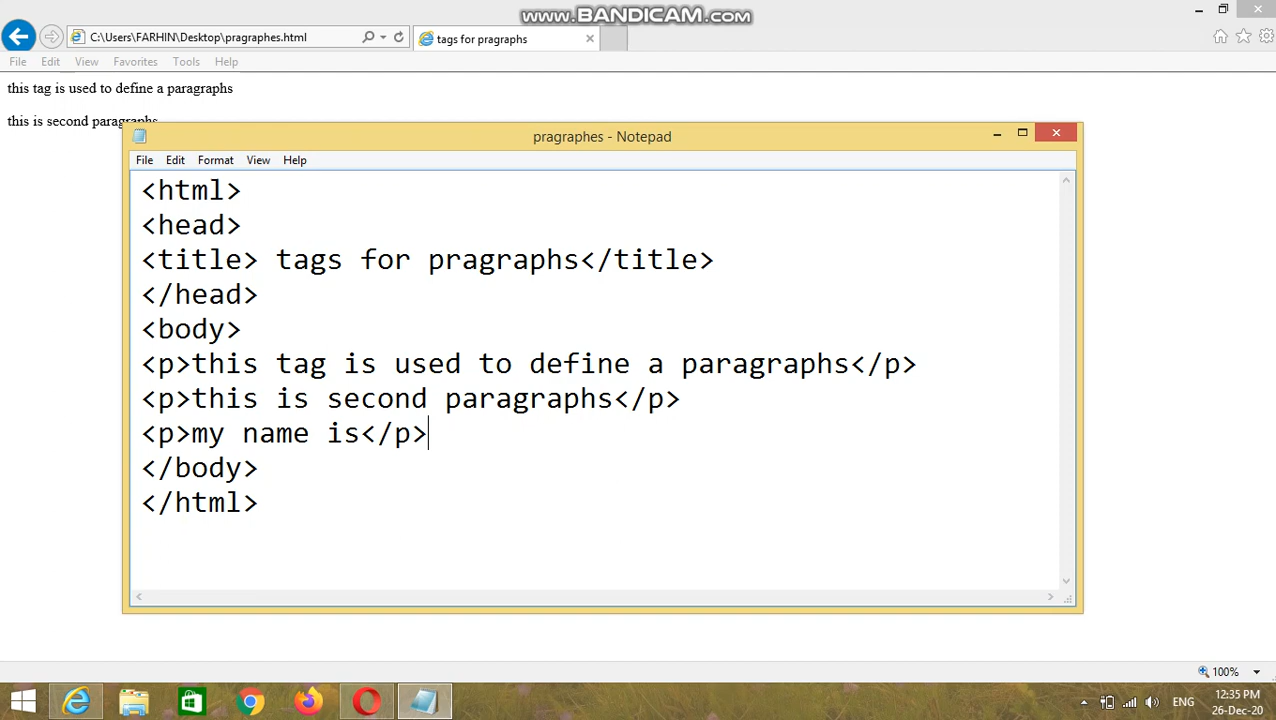 www.BANDICAM.com
C:\Users\FARHIN\Desktop\pragraphes.html
tags for pragraphs
File Edit View Favorites Tools Help
this tag is used to define a paragraphs
this is second paragraphs
pragraphes - Notepad
File Edit Format View Help
<html>
<head>
<title> tags for pragraphs</title>
</head>
<body>
<p>this tag is used to define a paragraphs</p>
<p>this is second paragraphs</p>
<p>my name is</p>
</body>
</html>
100%
ENG
12:35 PM
26-Dec-20